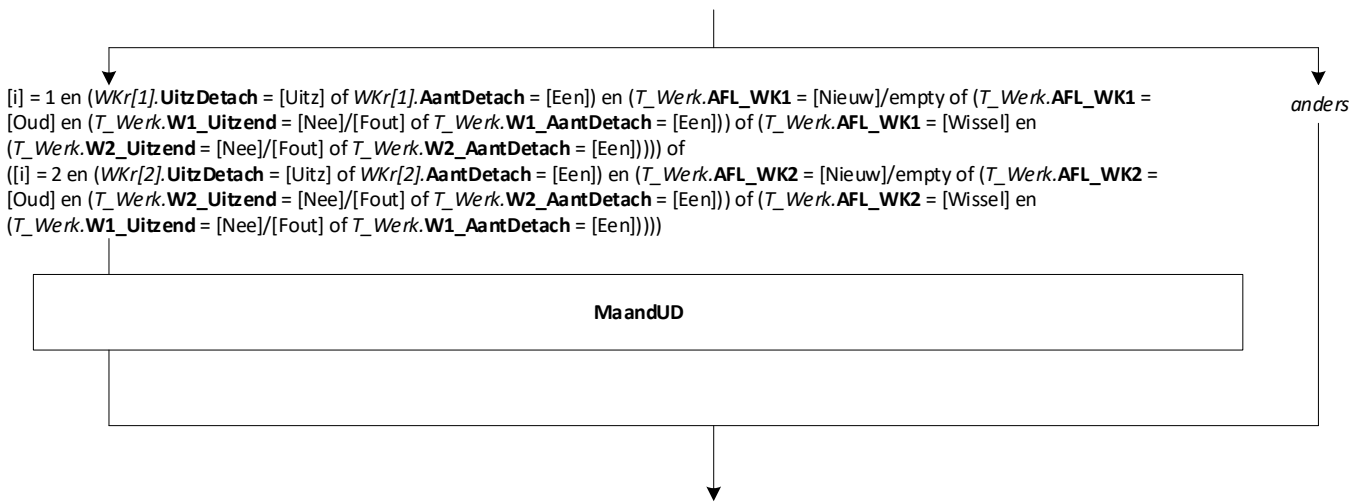 [i] = 1 en (WKr[1].UitzDetach = [Uitz] of WKr[1].AantDetach = [Een]) en (T_Werk.AFL_WK1 = [Nieuw]/empty of (T_Werk.AFL_WK1 =
anders
[Oud] en (T_Werk.W1_Uitzend = [Nee]/[Fout] of T_Werk.W1_AantDetach = [Een])) of (T_Werk.AFL_WK1 = [Wissel] en
(T_Werk.W2_Uitzend = [Nee]/[Fout] of T_Werk.W2_AantDetach = [Een])))) of
([i] = 2 en (WKr[2].UitzDetach = [Uitz] of WKr[2].AantDetach = [Een]) en (T_Werk.AFL_WK2 = [Nieuw]/empty of (T_Werk.AFL_WK2 =
[Oud] en (T_Werk.W2_Uitzend = [Nee]/[Fout] of T_Werk.W2_AantDetach = [Een])) of (T_Werk.AFL_WK2 = [Wissel] en
(T_Werk.W1_Uitzend = [Nee]/[Fout] of T_Werk.W1_AantDetach = [Een]))))
MaandUD